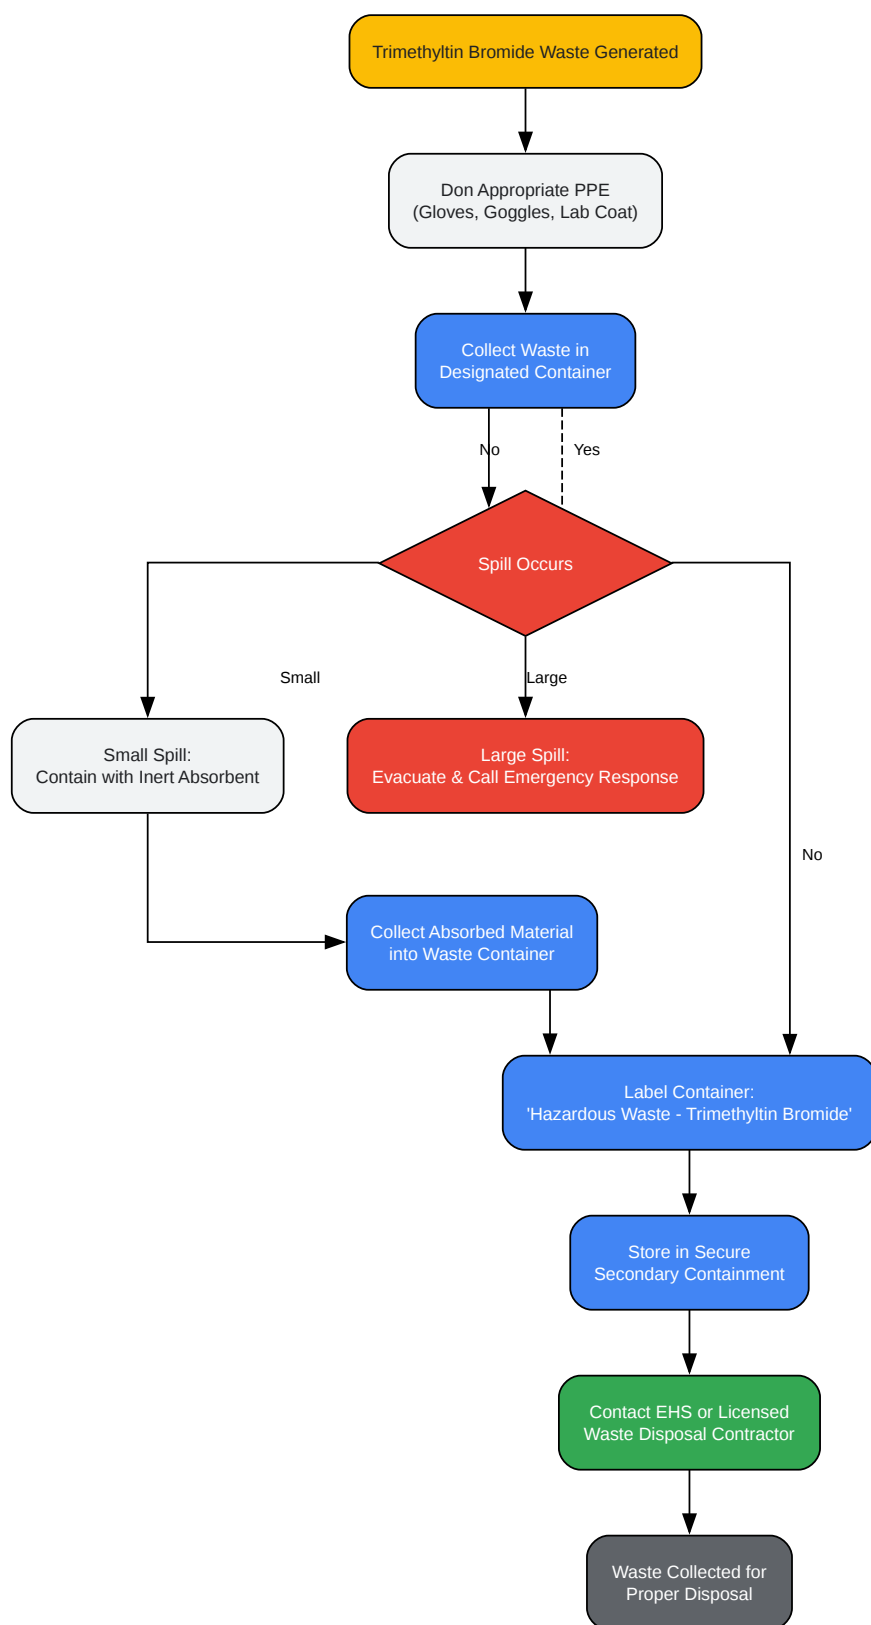 Trimethyltin Bromide Waste Generated
Don Appropriate PPE
(Gloves, Goggles, Lab Coat)
Collect Waste in
Designated Container
No
Yes
Spill Occurs
Small
Large
Small Spill:
Contain with Inert Absorbent
Large Spill:
Evacuate & Call Emergency Response
No
Collect Absorbed Material
into Waste Container
Label Container:
'Hazardous Waste - Trimethyltin Bromide'
Store in Secure
Secondary Containment
Contact EHS or Licensed
Waste Disposal Contractor
Waste Collected for
Proper Disposal